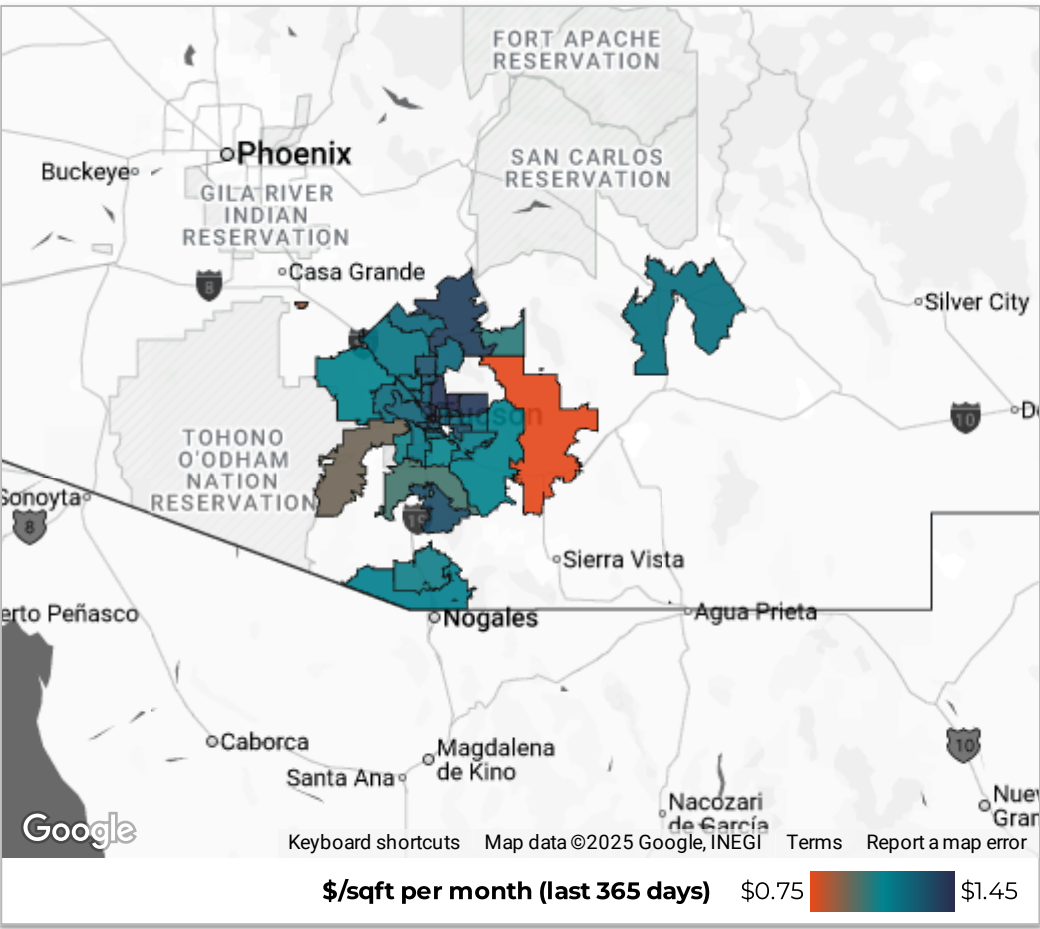 FORT APACHE
RESERVATION
Phoenix
Buckeye
SAN CARLOS
RESERVATION
GILA RIVER
INDIAN
RESERVATION
8
Casa Grande
Silver City
Tucson
10
TOHONO
O'ODHAM
NATION
RESERVATION
Sonoyta
8
19
Sierra Vista
erto Peñasco
Nogales
Agua Prieta
Caborca
Magdalena
de Kino
10
Santa Ana
Nacozari
de García
Nuev
Gran
Google
Keyboard shortcuts Map data ©2025 Google, INEGI Terms Report a map error
$/sqft per month (last 365 days) $0.75 $1.45